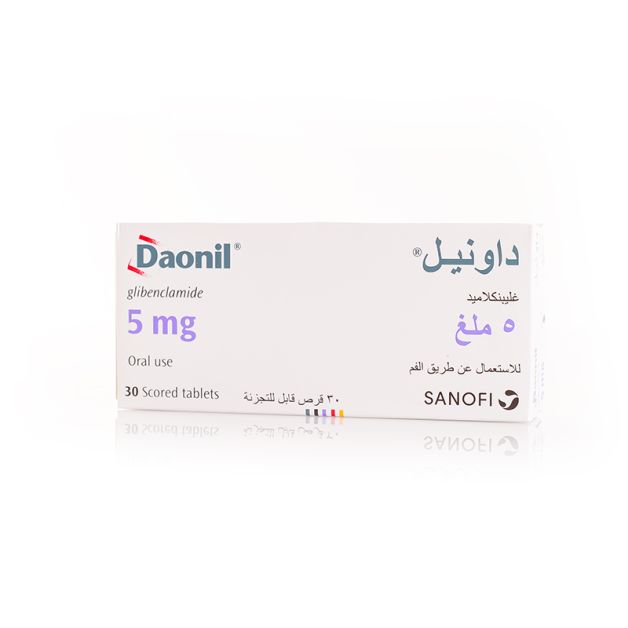 Daonil®
glibenclamide
5 mg
Oral use
30 Scored tablets
داونيـل®
غليبنكلاميد
٥ ملغ
للاستعمال عن طريق الفم
٣٠ قرص قابل للتجزئة
SANOFI